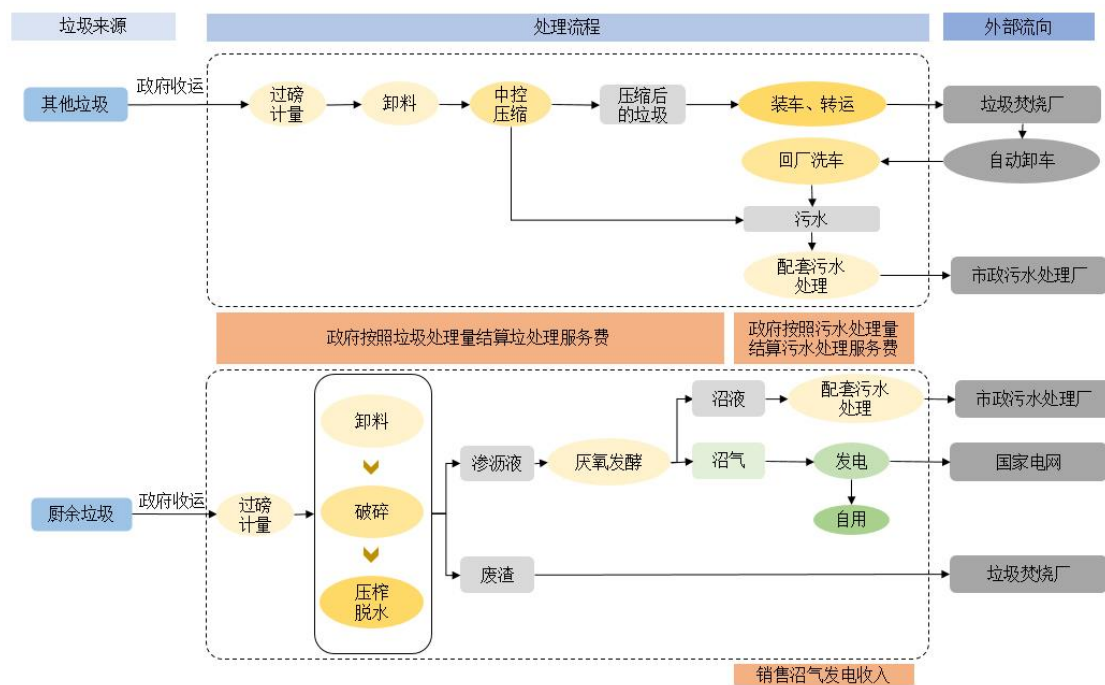 垃圾来源
处理流程
外部流向
其他垃圾
政府收运
过磅
计量
卸料
中控
压缩
压缩后
的垃圾
装车、转运
垃圾焚烧厂
回厂洗车
自动卸车
污水
配套污水
处理
市政污水处理厂
政府按照垃圾处理量结算垃处理服务费
政府按照污水处理量
结算污水处理服务费
卸料
沼液
配套污水
处理
市政污水处理厂
渗沥液
厌氧发酵
沼气
发电
国家电网
厨余垃圾
政府收运
过磅
计量
破碎
自用
废渣
垃圾焚烧厂
压榨
脱水
销售沼气发电收入